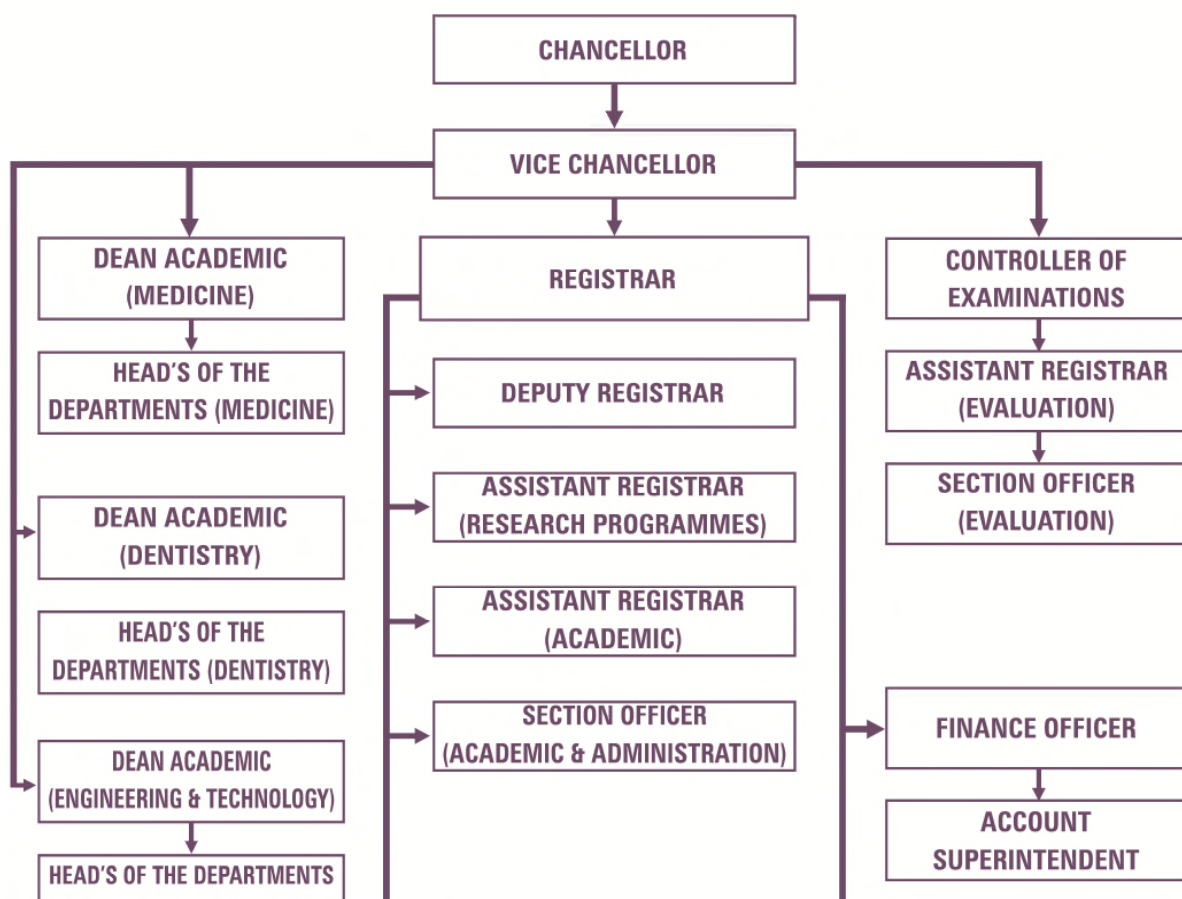 CHANCELLOR
VICE CHANCELLOR
DEAN ACADEMIC
(MEDICINE)
HEAD'S OF THE
DEPARTMENTS (MEDICINE)
DEAN ACADEMIC
(DENTISTRY)
HEAD'S OF THE
DEPARTMENTS (DENTISTRY)
DEAN ACADEMIC
(ENGINEERING & TECHNOLOGY)
HEAD'S OF THE DEPARTMENTS
REGISTRAR
DEPUTY REGISTRAR
ASSISTANT REGISTRAR
(RESEARCH PROGRAMMES)
ASSISTANT REGISTRAR
(ACADEMIC)
SECTION OFFICER
(ACADEMIC & ADMINISTRATION)
CONTROLLER OF
EXAMINATIONS
ASSISTANT REGISTRAR
(EVALUATION)
SECTION OFFICER
(EVALUATION)
FINANCE OFFICER
ACCOUNT
SUPERINTENDENT